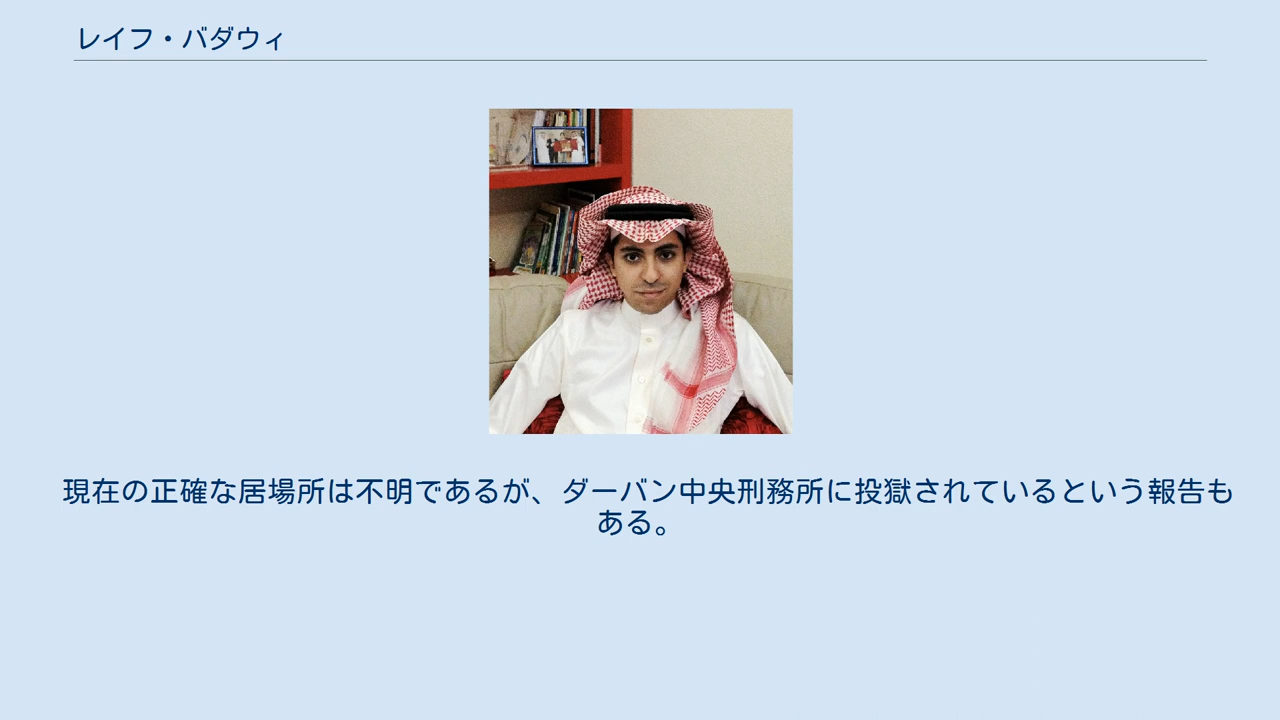 レイフ・バダウィ
現在の正確な居場所は不明であるが、ダーバン中央刑務所に投獄されているという報告も
ある。